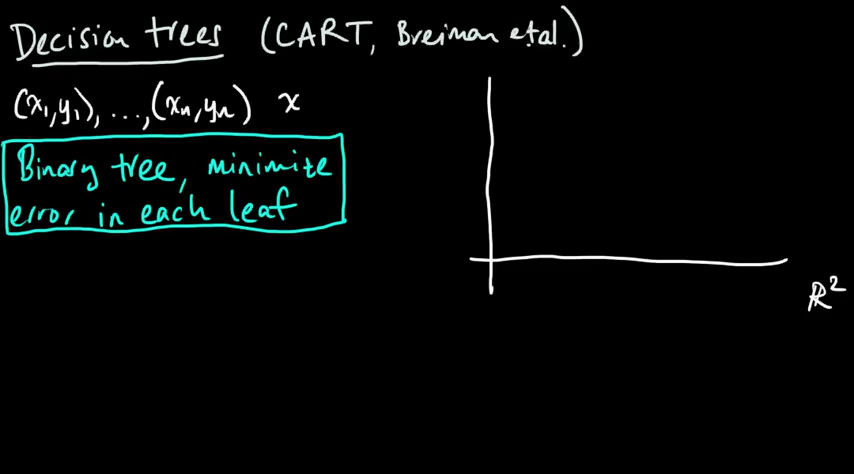 Decision trees (CART, Breiman et al.)
(x₁,y₁), ...,(xₙ,yₙ) x
Binary tree, minimize
error in each leaf
ℝ²